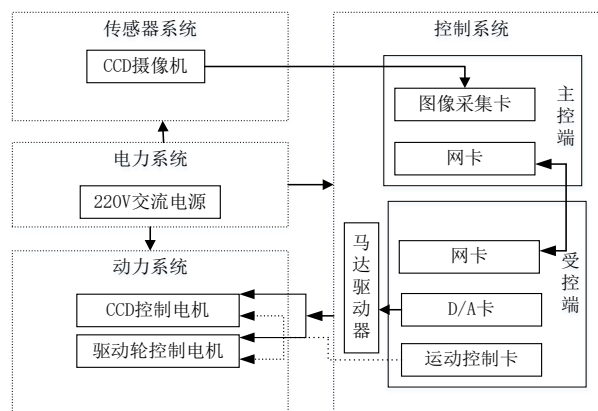 传感器系统
CCD摄像机
电力系统
220V交流电源
动力系统
CCD控制电机
驱动轮控制电机
控制系统
图像采集卡
网卡
主控端
马达驱动器
网卡
D/A卡
运动控制卡
受控端